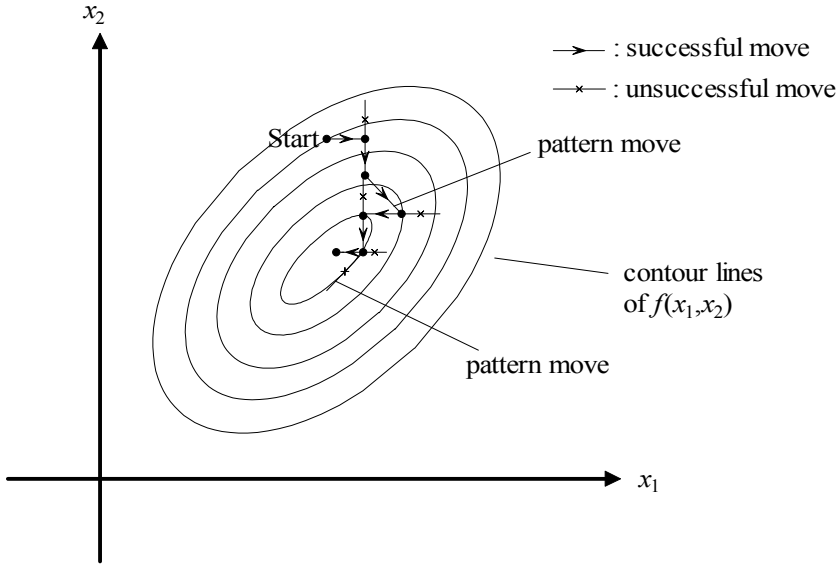 x₂
: successful move
: unsuccessful move
Start
pattern move
contour lines
of f(x₁,x₂)
pattern move
x₁